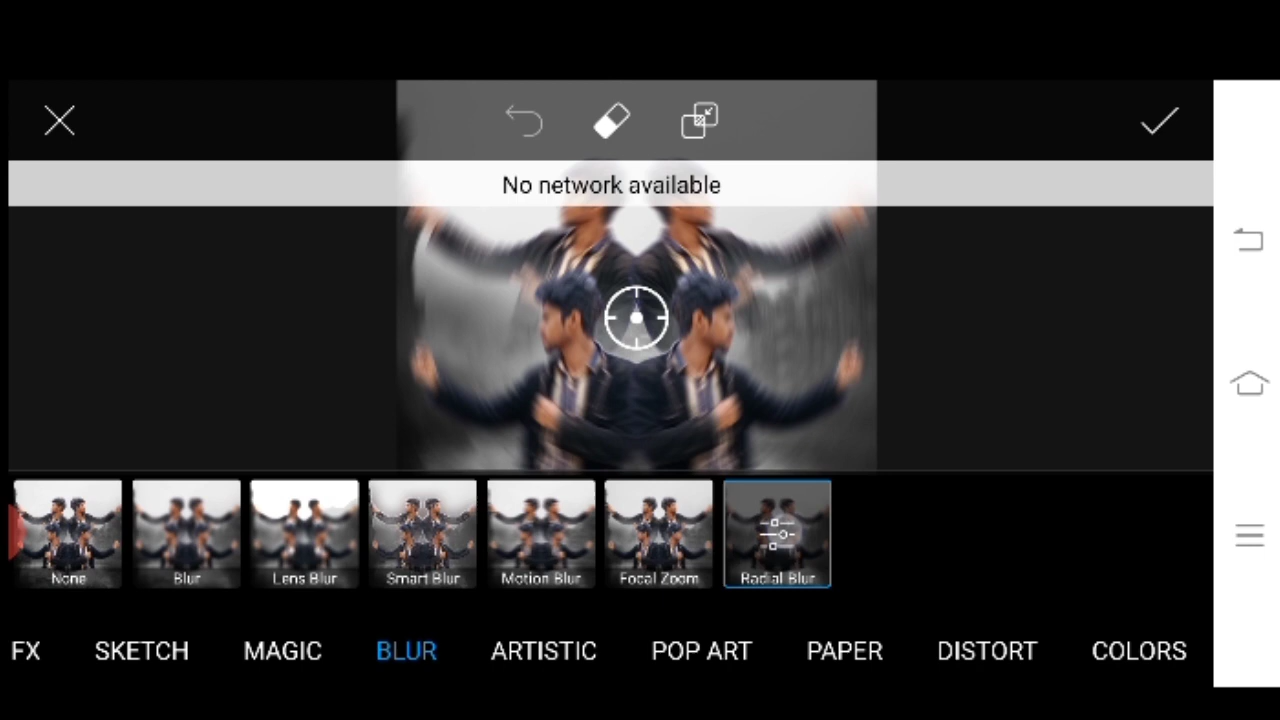 No network available
None
Blur
Lens Blur
Smart Blur
Motion Blur
Focal Zoom
Radial Blur
FX
SKETCH
MAGIC
BLUR
ARTISTIC
POP ART
PAPER
DISTORT
COLORS